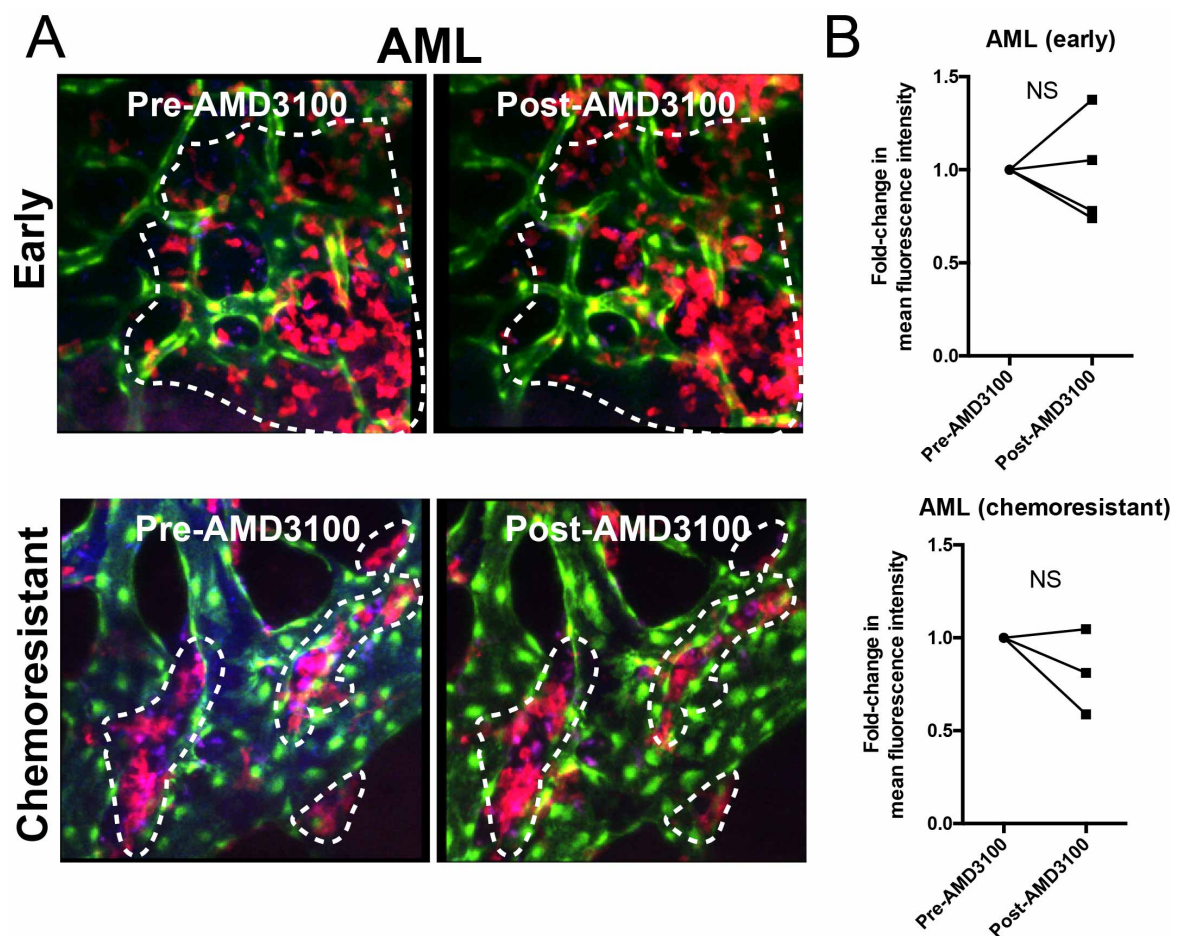 A
AML
Early
Pre-AMD3100
Post-AMD3100
Chemoresistant
Pre-AMD3100
Post-AMD3100
B
AML (early)
NS
Fold-change in
mean fluorescence intensity
1.5
1.0
0.5
0.0
Pre-AMD3100
Post-AMD3100
AML (chemoresistant)
NS
Fold-change in
mean fluorescence intensity
1.5
1.0
0.5
0.0
Pre-AMD3100
Post-AMD3100